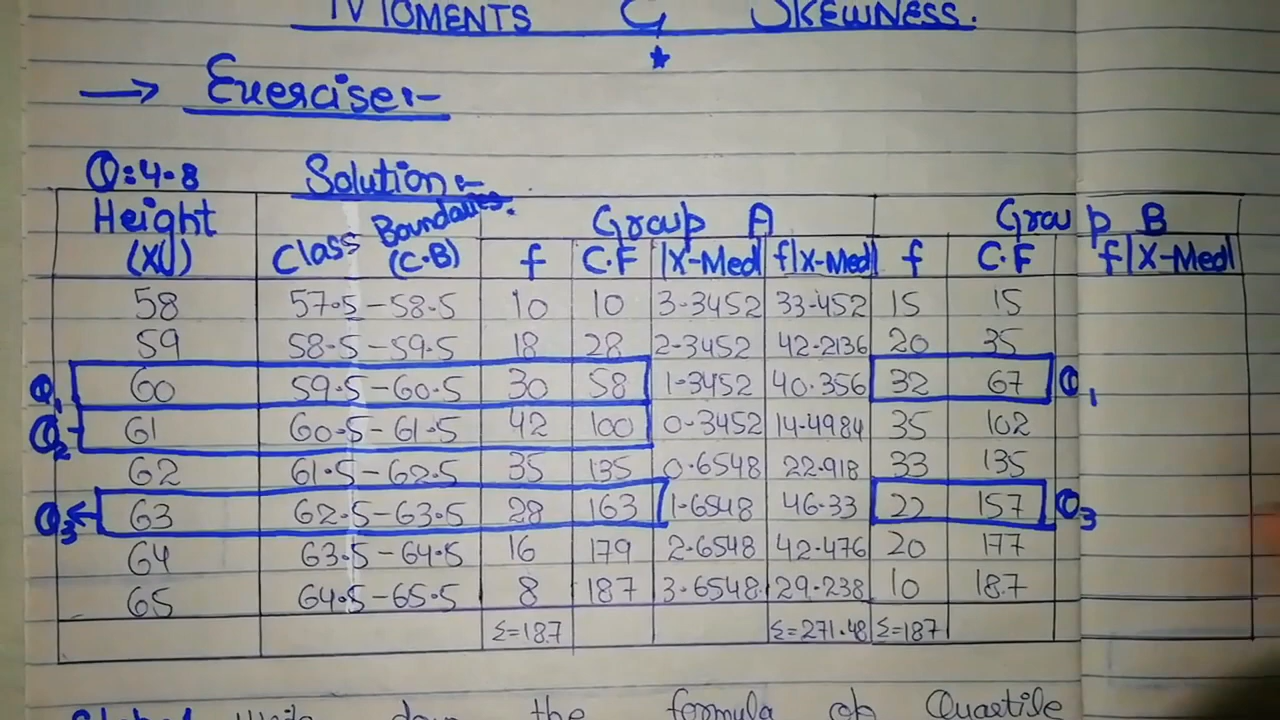 MOMENTS & SKEWNESS.
→ Exercise:-
Q:4.8 Solution:-
Height (X) Class Boundaries. (C.B) Group A Group B
f C.F |X-Med| f|X-Med| f C.F f|X-Med|
58 57.5-58.5 10 10 3.3452 33.452 15 15
59 58.5-59.5 18 28 2.3452 42.2136 20 35
Q1 60 59.5-60.5 30 58 1.3452 40.356 32 67 Q1
Q2 61 60.5-61.5 42 100 0.3452 14.4984 35 102
62 61.5-62.5 35 135 0.6548 22.918 33 135
Q3 63 62.5-63.5 28 163 1.6548 46.33 22 157 Q3
64 63.5-64.5 16 179 2.6548 42.476 20 177
65 64.5-65.5 8 187 3.6548 29.238 10 187
Σ=187 Σ=271.48 Σ=187
down the formula of Quartile